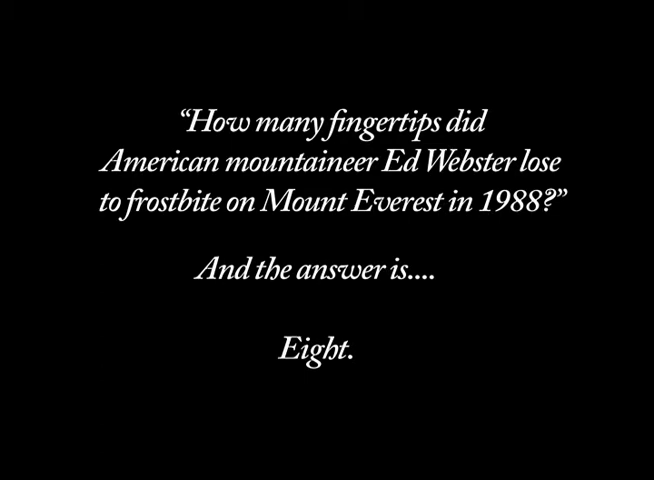 “How many fingertips did
American mountaineer Ed Webster lose
to frostbite on Mount Everest in 1988?”
And the answer is....
Eight.